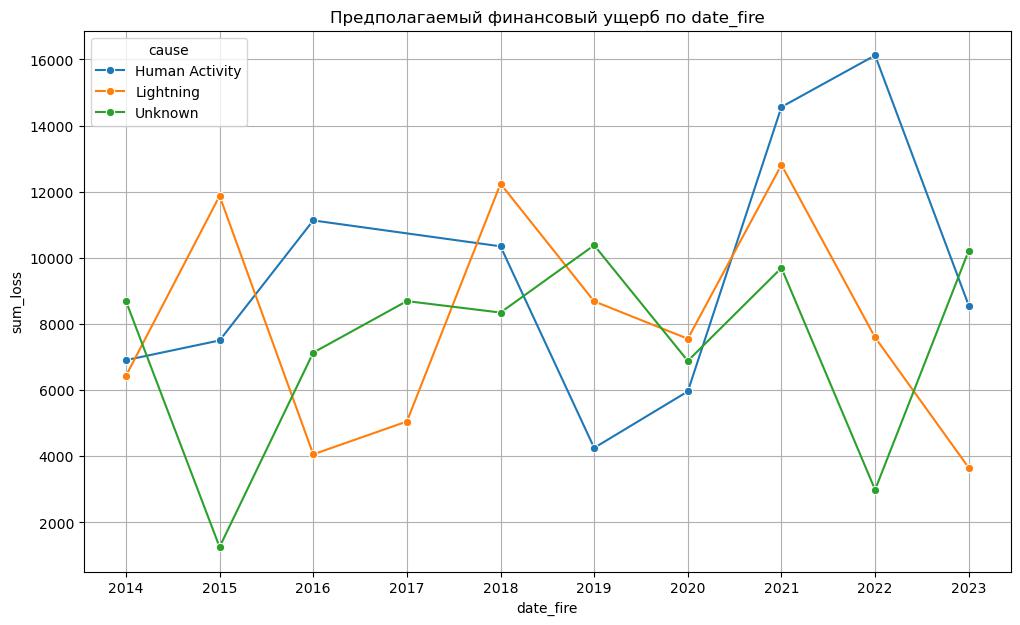 Предполагаемый финансовый ущерб по date_fire
cause
Human Activity
Lightning
Unknown
16000
14000
12000
10000
8000
6000
4000
2000
sum_loss
2014 2015 2016 2017 2018 2019 2020 2021 2022 2023
date_fire